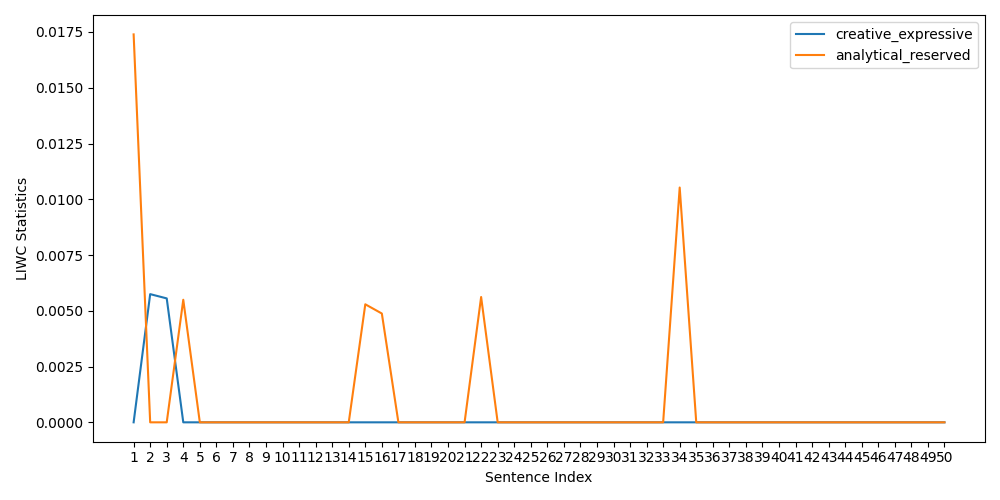 0.0175
0.0150
0.0125
0.0100
0.0075
0.0050
0.0025
0.0000
LIWC Statistics
creative_expressive
analytical_reserved
1 2 3 4 5 6 7 8 9 10 11 12 13 14 15 16 17 18 19 20 21 22 23 24 25 26 27 28 29 30 31 32 33 34 35 36 37 38 39 40 41 42 43 44 45 46 47 48 49 50
Sentence Index